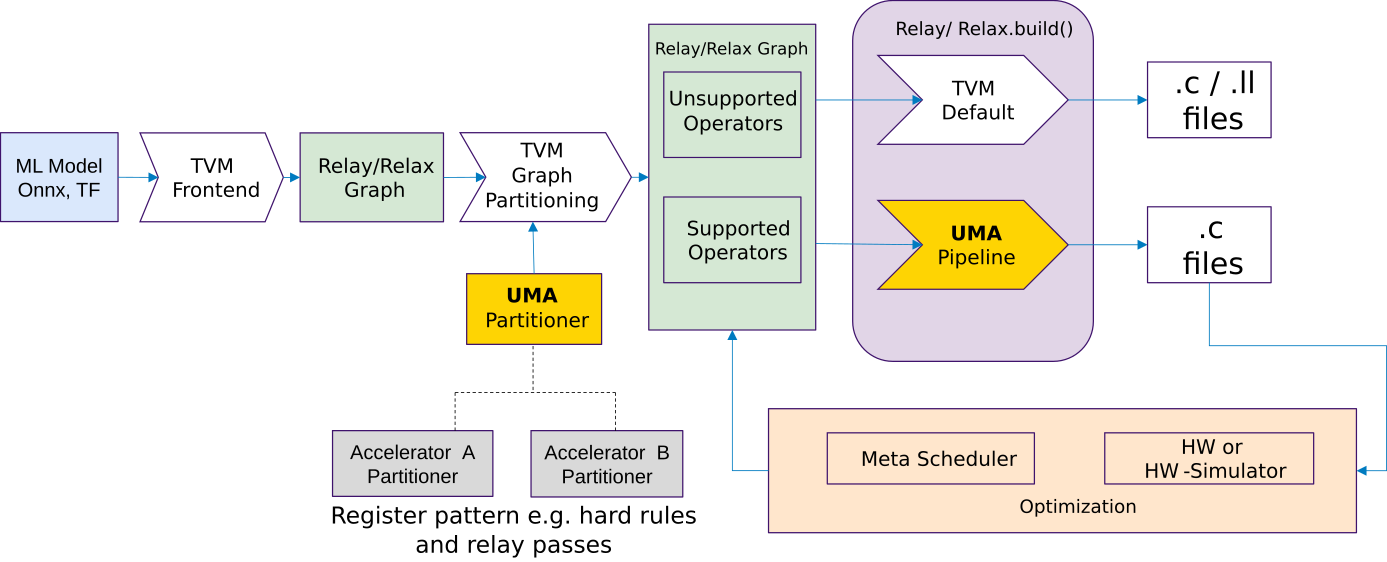 ML Model
Onnx, TF
TVM
Frontend
Relay/Relax
Graph
TVM
Graph
Partitioning
UMA
Partitioner
Accelerator A
Partitioner
Accelerator B
Partitioner
Register pattern e.g. hard rules
and relay passes
Relay/Relax Graph
Unsupported
Operators
Supported
Operators
Relay/ Relax.build()
TVM
Default
UMA
Pipeline
.c / .ll
files
.c
files
Meta Scheduler
HW or
HW-Simulator
Optimization